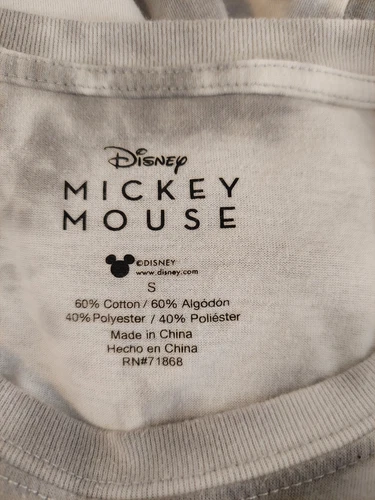 Disney
MICKEY
MOUSE
©DISNEY
www.disney.com
S
60% Cotton / 60% Algodón
40% Polyester / 40% Poliéster
Made in China
Hecho en China
RN#71868